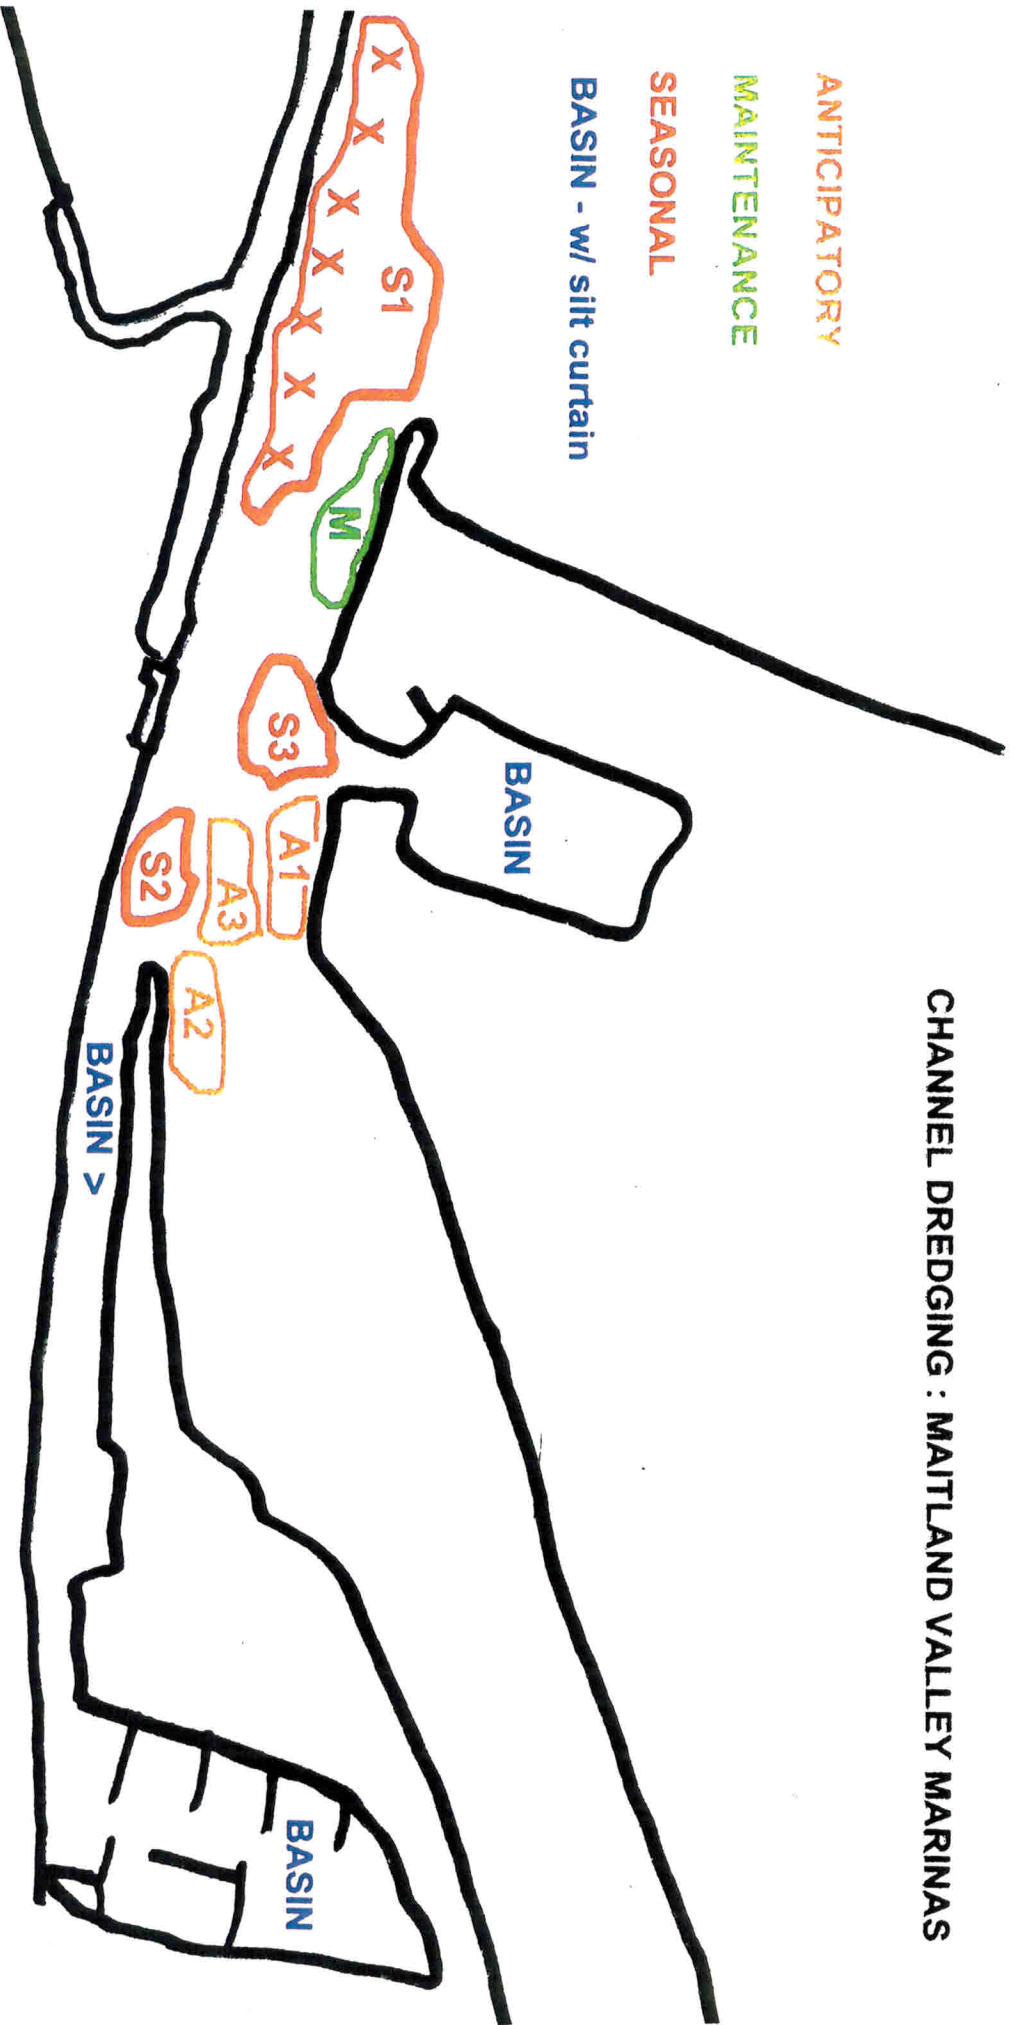 CHANNEL DREDGING : MAITLAND VALLEY MARINAS
ANTICIPATORY
MAINTENANCE
SEASONAL
BASIN - w/ silt curtain
X X X X X X X
S1
M
S3
BASIN
A1
A3
S2
A2
BASIN >
BASIN